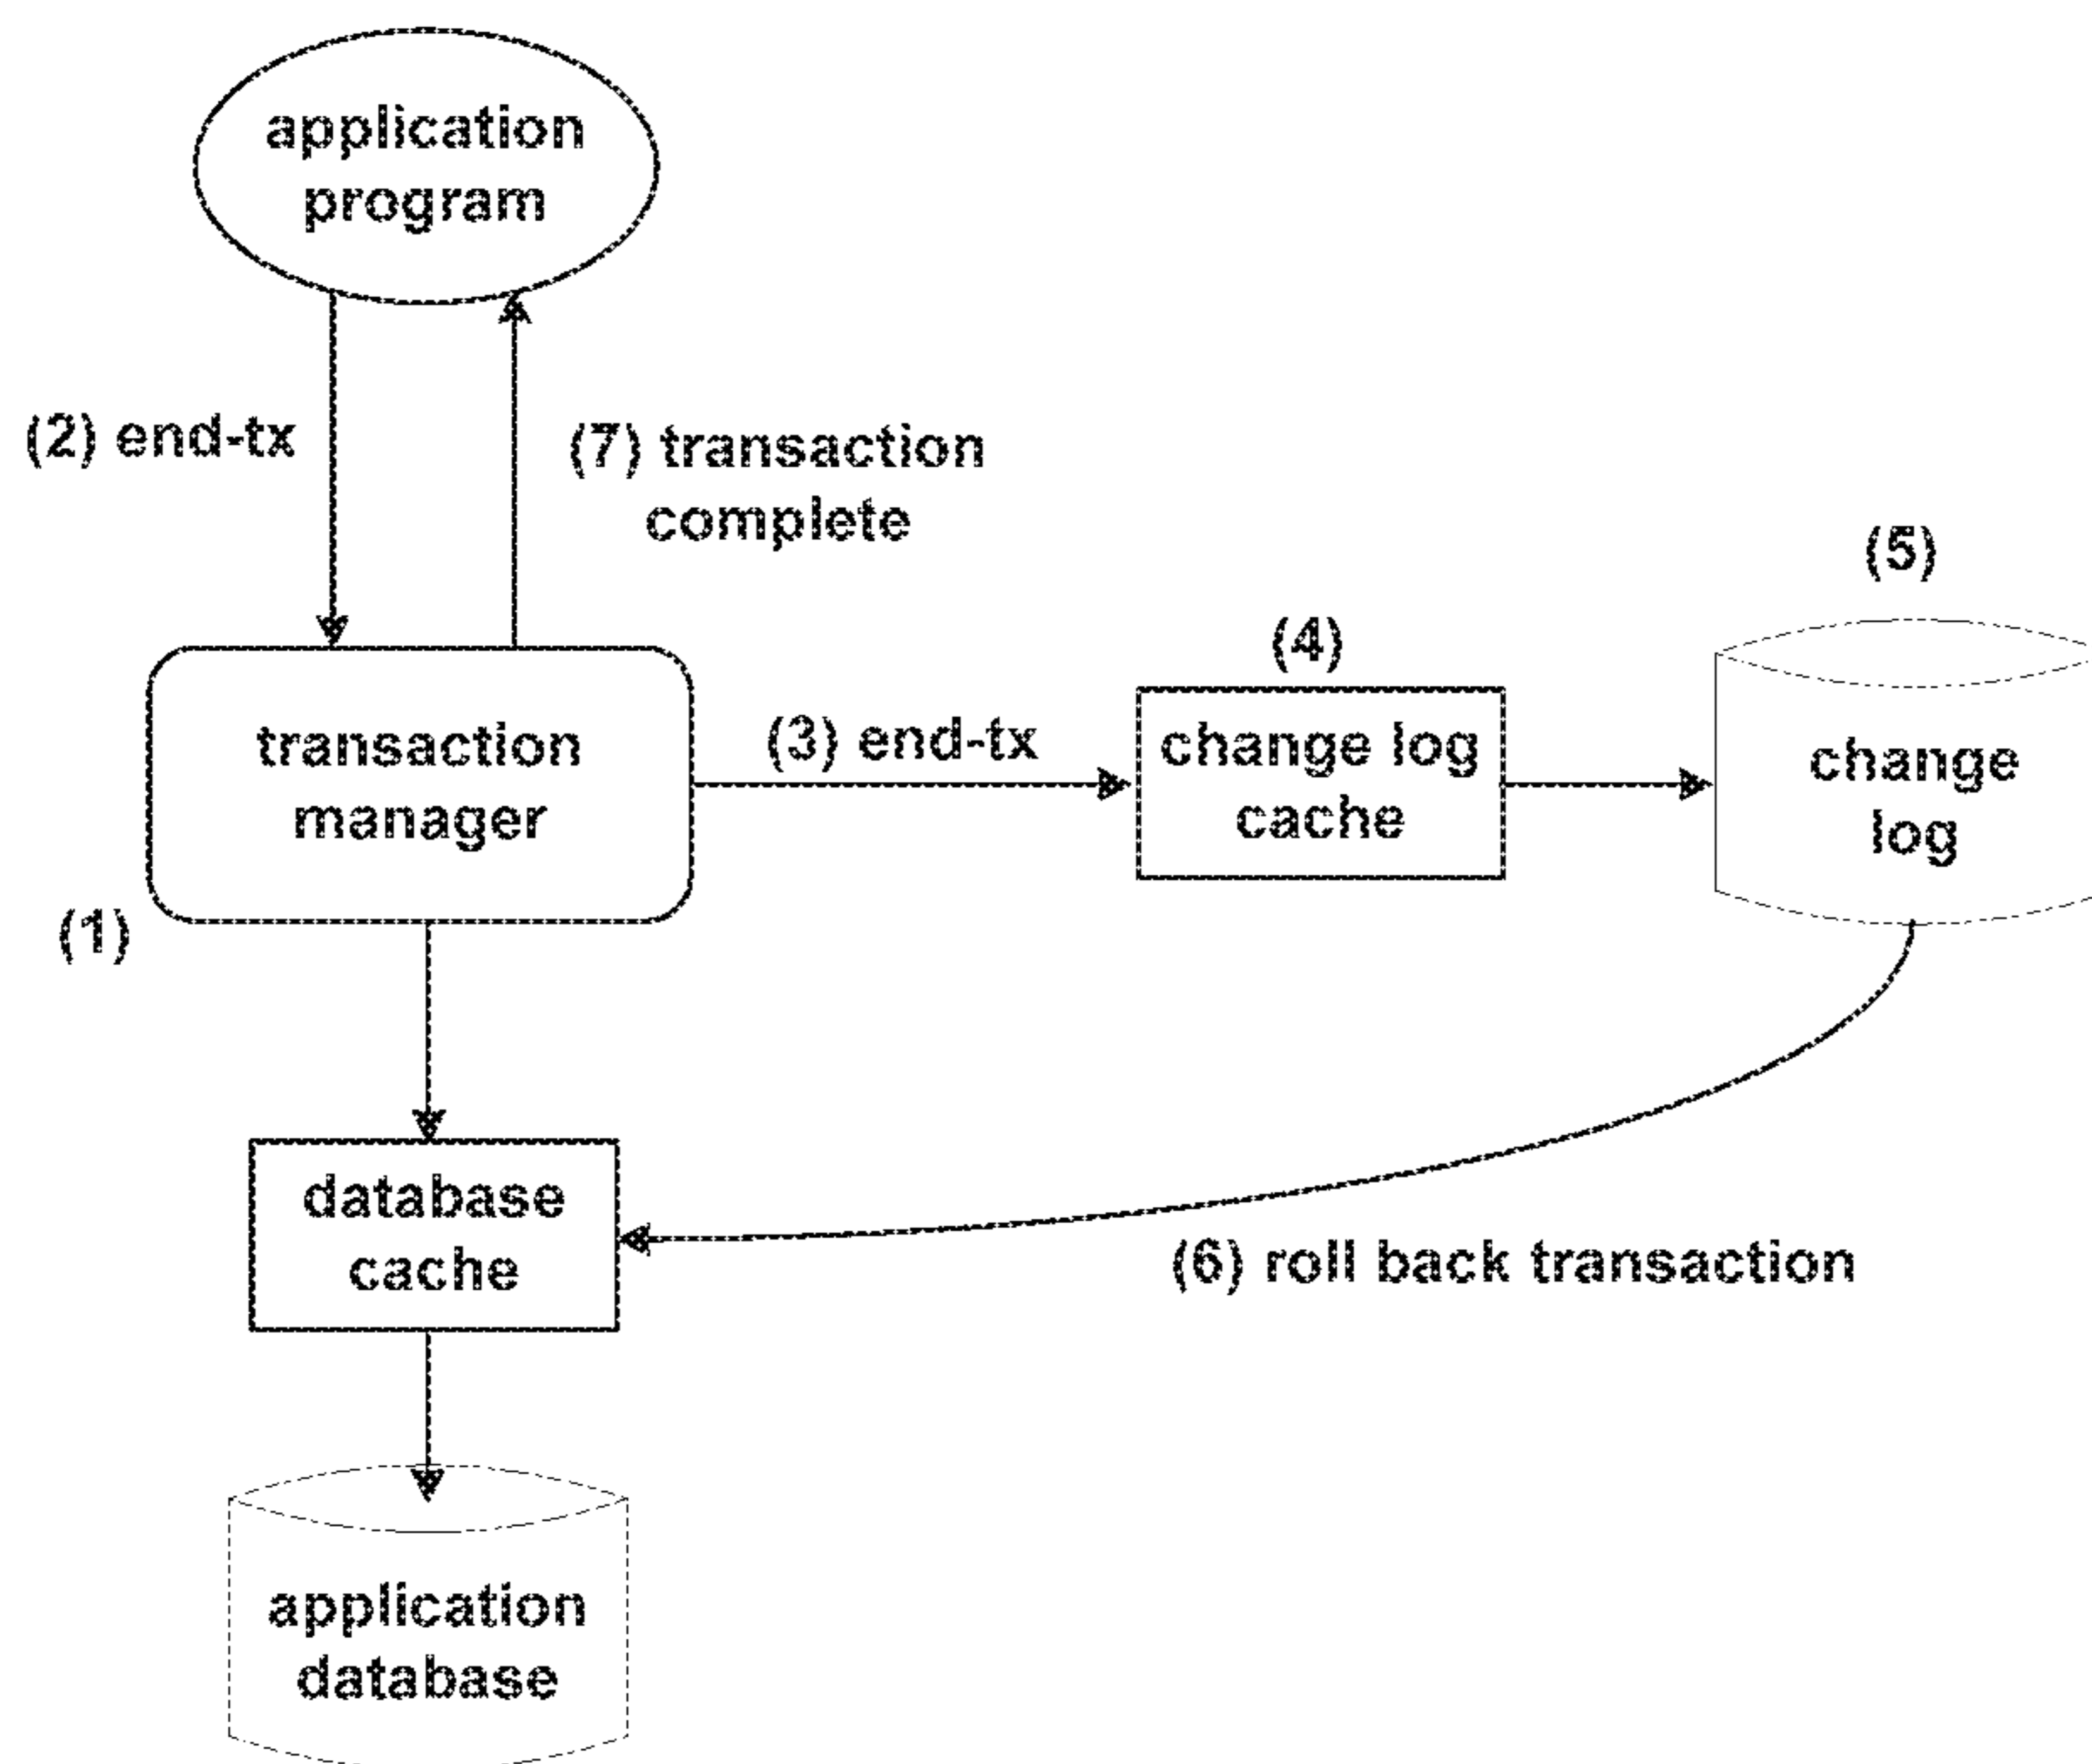 application
program
(2) end-tx
(7) transaction
complete
(5)
(4)
transaction
manager
(3) end-tx
change log
cache
change
log
(1)
database
cache
(6) roll back transaction
application
database